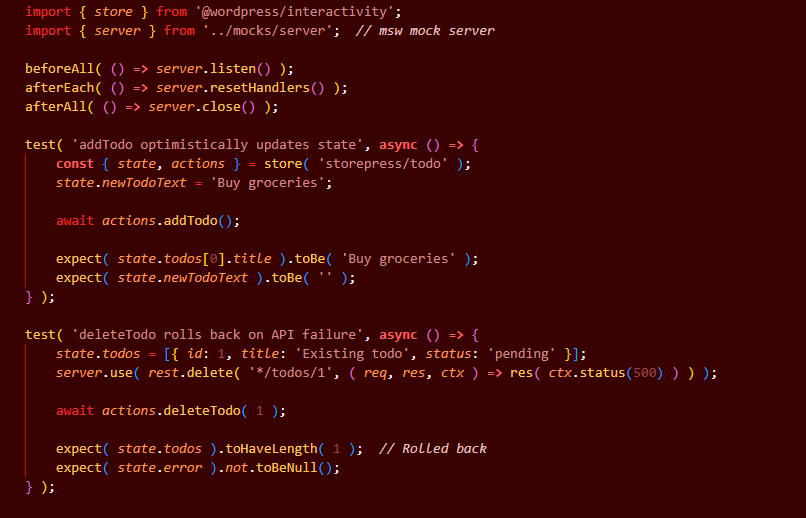 import { store } from '@wordpress/interactivity';
import { server } from '../mocks/server';  // msw mock server

beforeAll( () => server.listen() );
afterEach( () => server.resetHandlers() );
afterAll( () => server.close() );

test( 'addTodo optimistically updates state', async () => {
    const { state, actions } = store( 'storepress/todo' );
    state.newTodoText = 'Buy groceries';

    await actions.addTodo();

    expect( state.todos[0].title ).toBe( 'Buy groceries' );
    expect( state.newTodoText ).toBe( '' );
} );

test( 'deleteTodo rolls back on API failure', async () => {
    state.todos = [{ id: 1, title: 'Existing todo', status: 'pending' }];
    server.use( rest.delete( '*/todos/1', ( req, res, ctx ) => res( ctx.status(500) ) ) );

    await actions.deleteTodo( 1 );

    expect( state.todos ).toHaveLength( 1 );  // Rolled back
    expect( state.error ).not.toBeNull();
} );